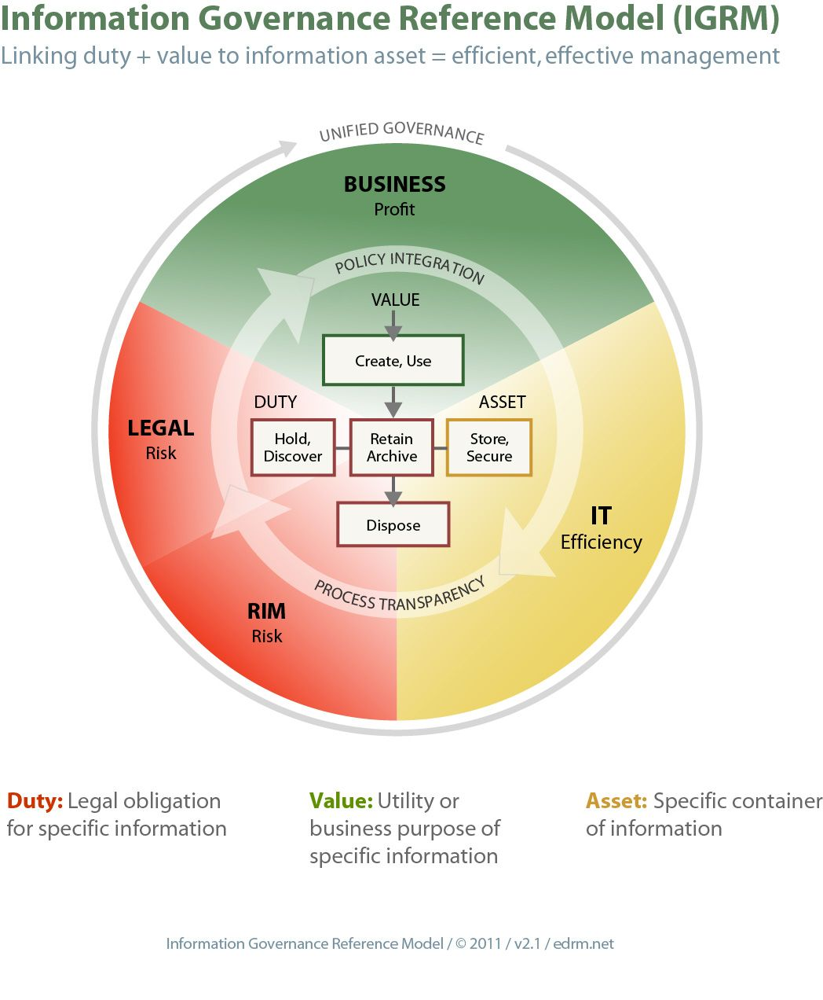 Information Governance Reference Model (IGRM)
Linking duty + value to information asset = efficient, effective management
UNIFIED GOVERNANCE
BUSINESS
Profit
POLICY INTEGRATION
VALUE
Create, Use
DUTY
ASSET
LEGAL
Risk
Hold,
Discover
Retain
Archive
Store,
Secure
IT
Efficiency
Dispose
PROCESS TRANSPARENCY
RIM
Risk
Duty: Legal obligation
for specific information
Value: Utility or
business purpose of
specific information
Asset: Specific container
of information
Information Governance Reference Model / © 2011 / v2.1 / edrm.net